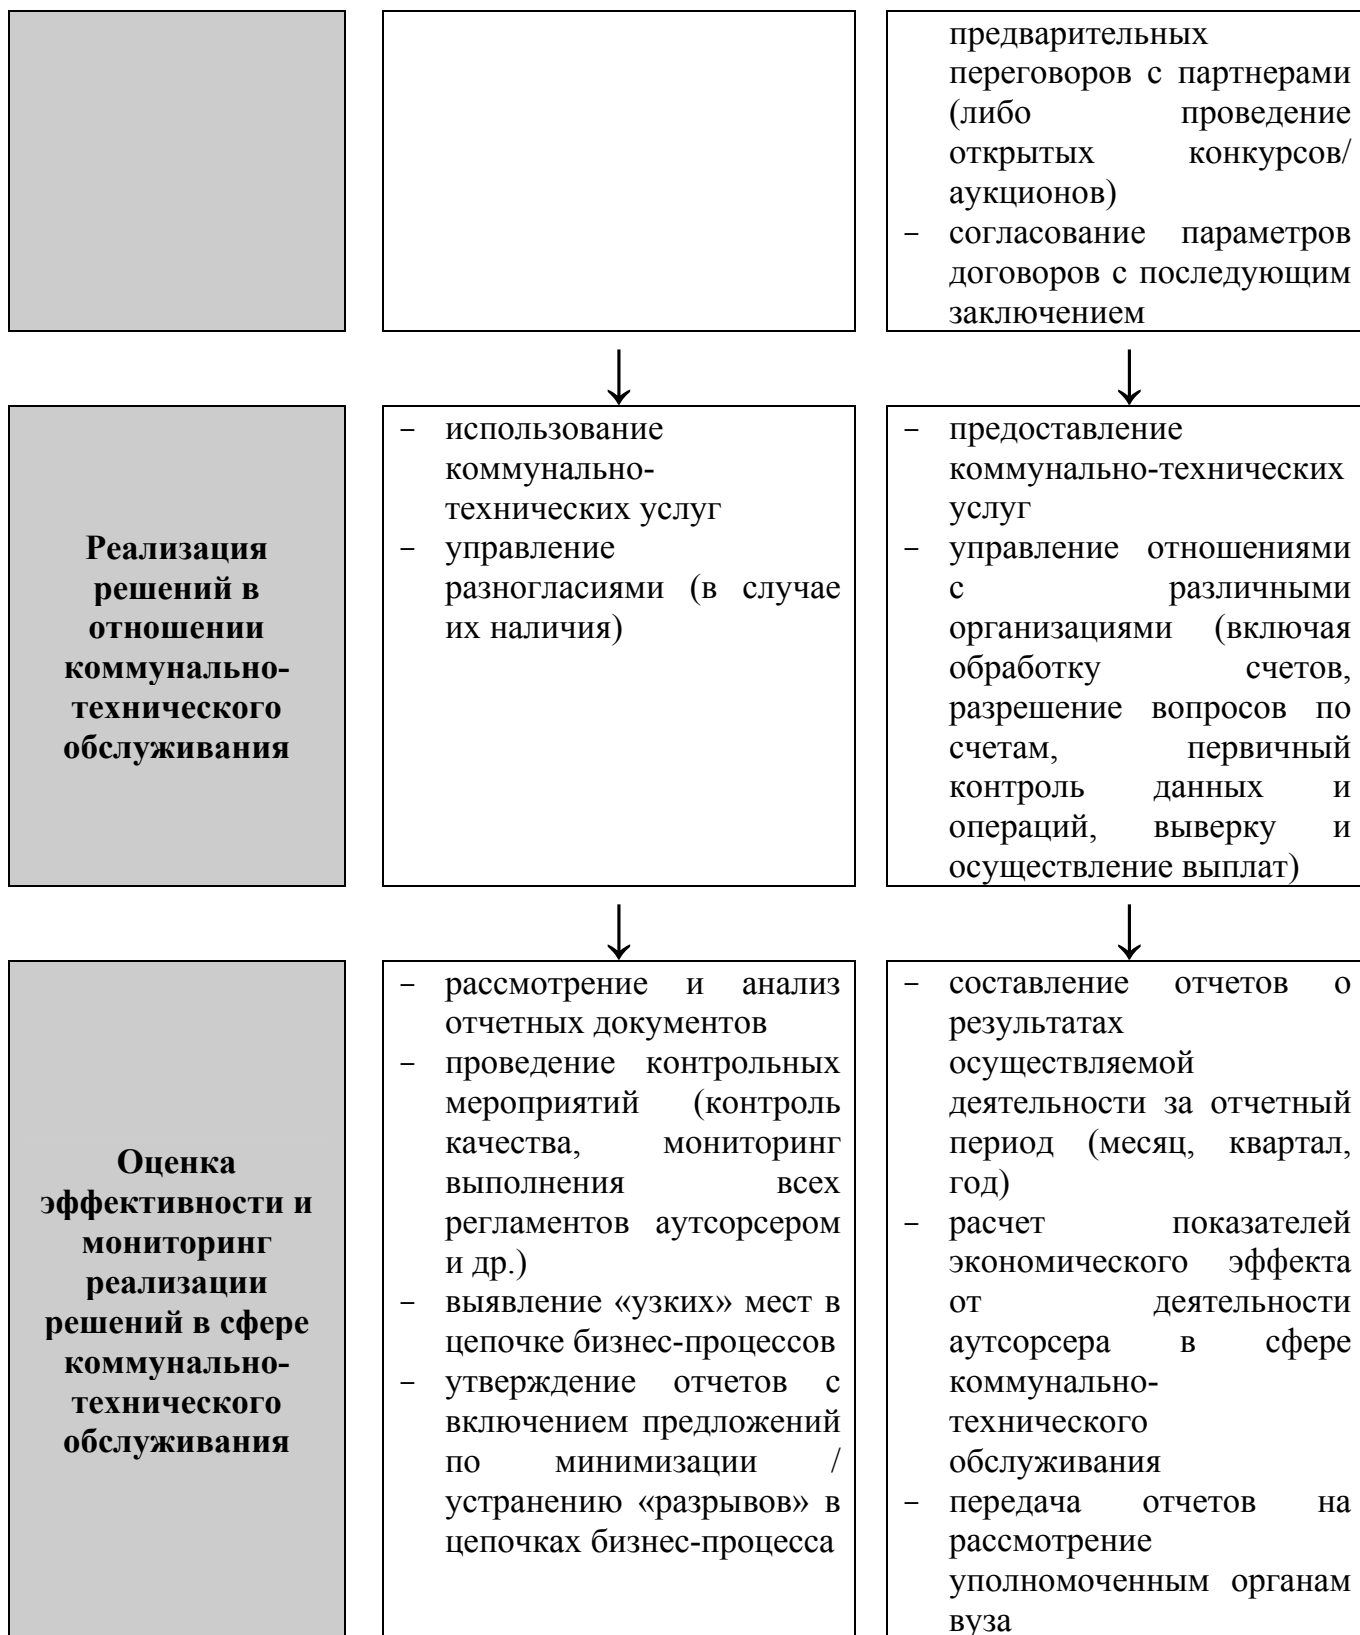 предварительных
переговоров с партнерами
(либо проведение
открытых конкурсов/
аукционов)
- согласование параметров
договоров с последующим
заключением
Реализация
решений в
отношении
коммунально-
технического
обслуживания
- использование
коммунально-
технических услуг
- управление
разногласиями (в случае
их наличия)
- предоставление
коммунально-технических
услуг
- управление отношениями
с различными
организациями (включая
обработку счетов,
разрешение вопросов по
счетам, первичный
контроль данных и
операций, выверку и
осуществление выплат)
Оценка
эффективности и
мониторинг
реализации
решений в сфере
коммунально-
технического
обслуживания
- рассмотрение и анализ
отчетных документов
- проведение контрольных
мероприятий (контроль
качества, мониторинг
выполнения всех
регламентов аутсорсером
и др.)
- выявление «узких» мест в
цепочке бизнес-процессов
- утверждение отчетов с
включением предложений
по минимизации /
устранению «разрывов» в
цепочках бизнес-процесса
- составление отчетов о
результатах
осуществляемой
деятельности за отчетный
период (месяц, квартал,
год)
- расчет показателей
экономического эффекта
от деятельности
аутсорсера в сфере
коммунально-
технического
обслуживания
- передача отчетов на
рассмотрение
уполномоченным органам
вуза